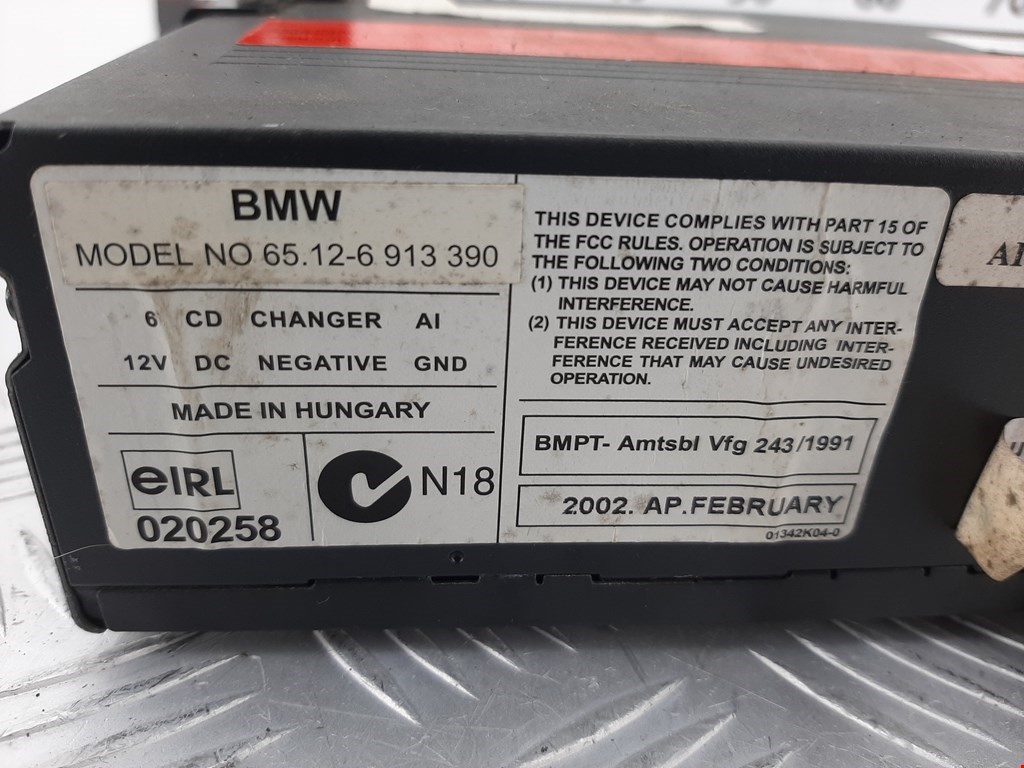 BMW
MODEL NO 65.12-6 913 390
6 CD CHANGER AI
12V DC NEGATIVE GND
MADE IN HUNGARY
eIRL
020258
N18
THIS DEVICE COMPLIES WITH PART 15 OF
THE FCC RULES. OPERATION IS SUBJECT TO
THE FOLLOWING TWO CONDITIONS:
(1) THIS DEVICE MAY NOT CAUSE HARMFUL
INTERFERENCE.
(2) THIS DEVICE MUST ACCEPT ANY INTER-
FERENCE RECEIVED INCLUDING INTER-
FERENCE THAT MAY CAUSE UNDESIRED
OPERATION.
BMPT- Amtsbl Vfg 243/1991
2002. AP.FEBRUARY
01342K04-0